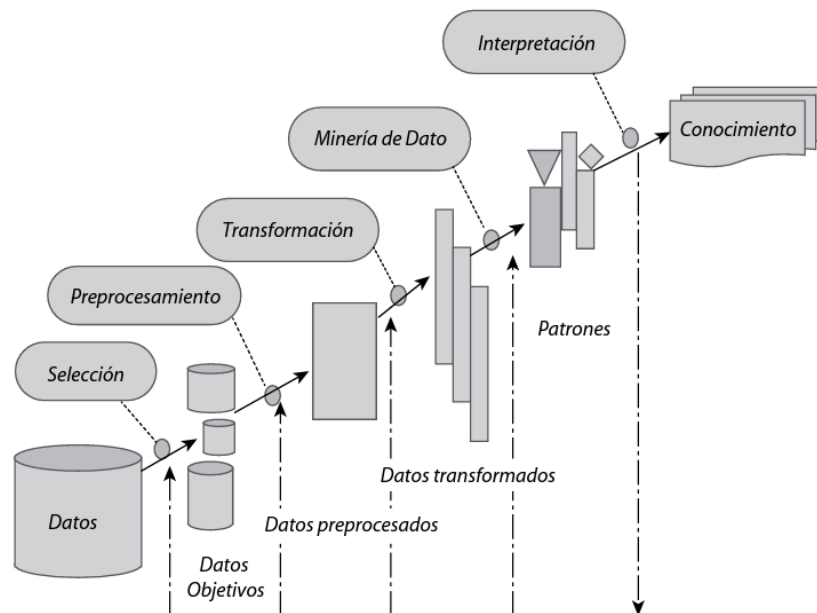 Interpretación
Conocimiento
Minería de Dato
Transformación
Preprocesamiento
Patrones
Selección
Datos transformados
Datos
Datos preprocesados
Datos
Objetivos